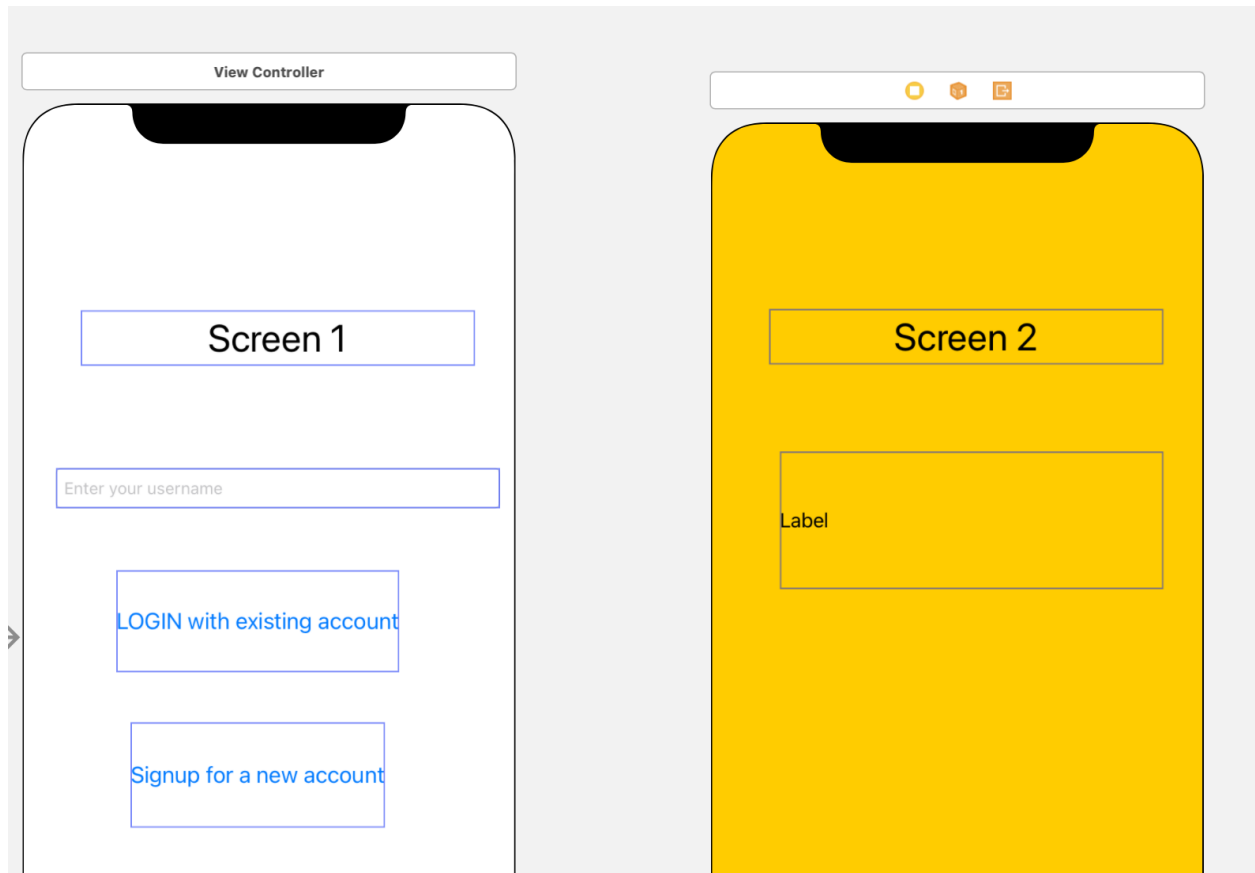 View Controller
Screen 1
Enter your username
LOGIN with existing account
Signup for a new account
Screen 2
Label